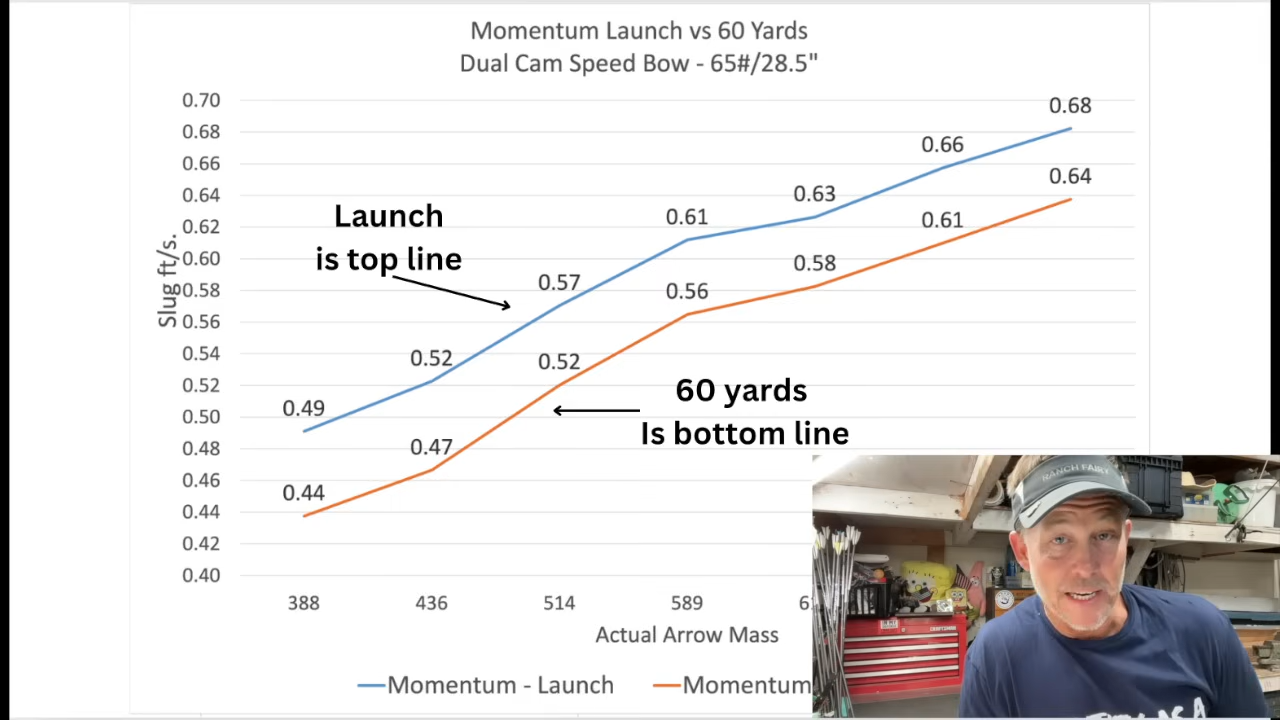 Momentum Launch vs 60 Yards
Dual Cam Speed Bow - 65#/28.5"
0.70
0.68
0.66
0.64
0.62
0.60
0.58
0.56
0.54
0.52
0.50
0.48
0.46
0.44
0.42
0.40
Slug ft/s.
0.49
0.52
0.57
0.61
0.63
0.66
0.68
0.44
0.47
0.52
0.56
0.58
0.61
0.64
Launch
is top line
60 yards
Is bottom line
388
436
514
589
Actual Arrow Mass
Momentum - Launch
Momentum
RANCH FAIRY
CRAFTSMAN